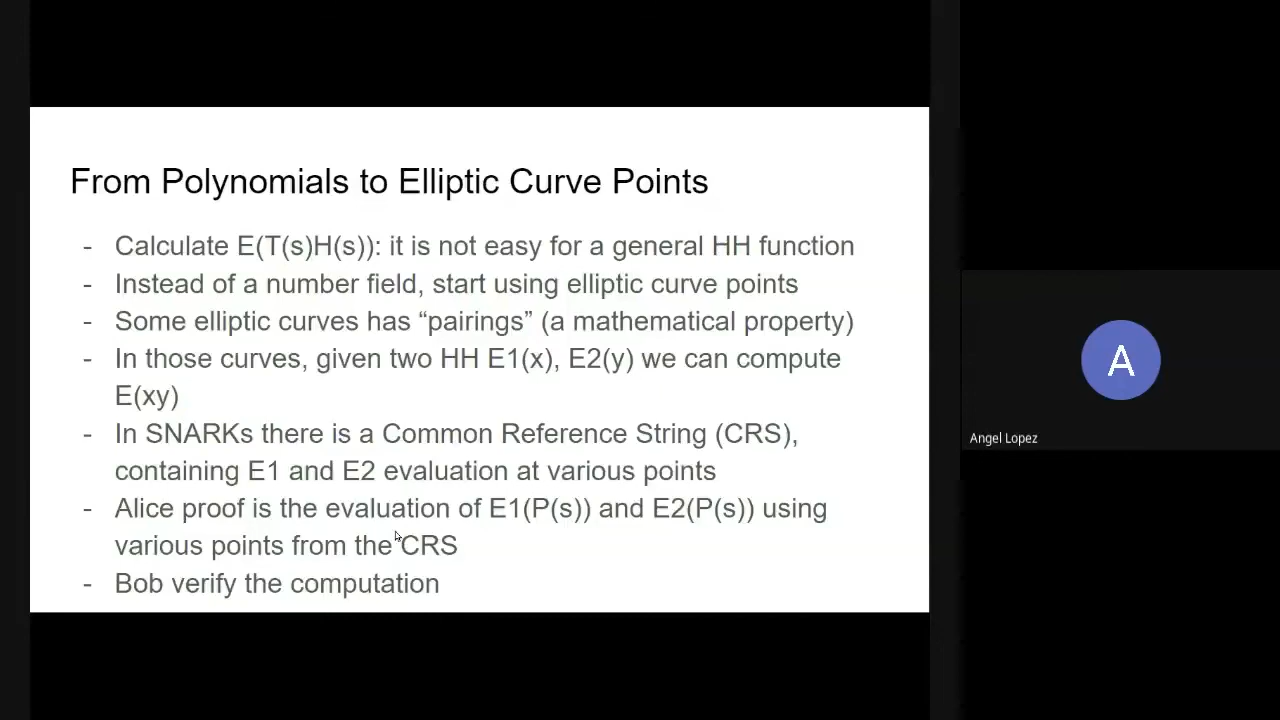 From Polynomials to Elliptic Curve Points
- Calculate E(T(s)H(s)): it is not easy for a general HH function
- Instead of a number field, start using elliptic curve points
- Some elliptic curves has “pairings” (a mathematical property)
- In those curves, given two HH E1(x), E2(y) we can compute
E(xy)
- In SNARKs there is a Common Reference String (CRS),
containing E1 and E2 evaluation at various points
- Alice proof is the evaluation of E1(P(s)) and E2(P(s)) using
various points from the CRS
- Bob verify the computation
A
Angel Lopez